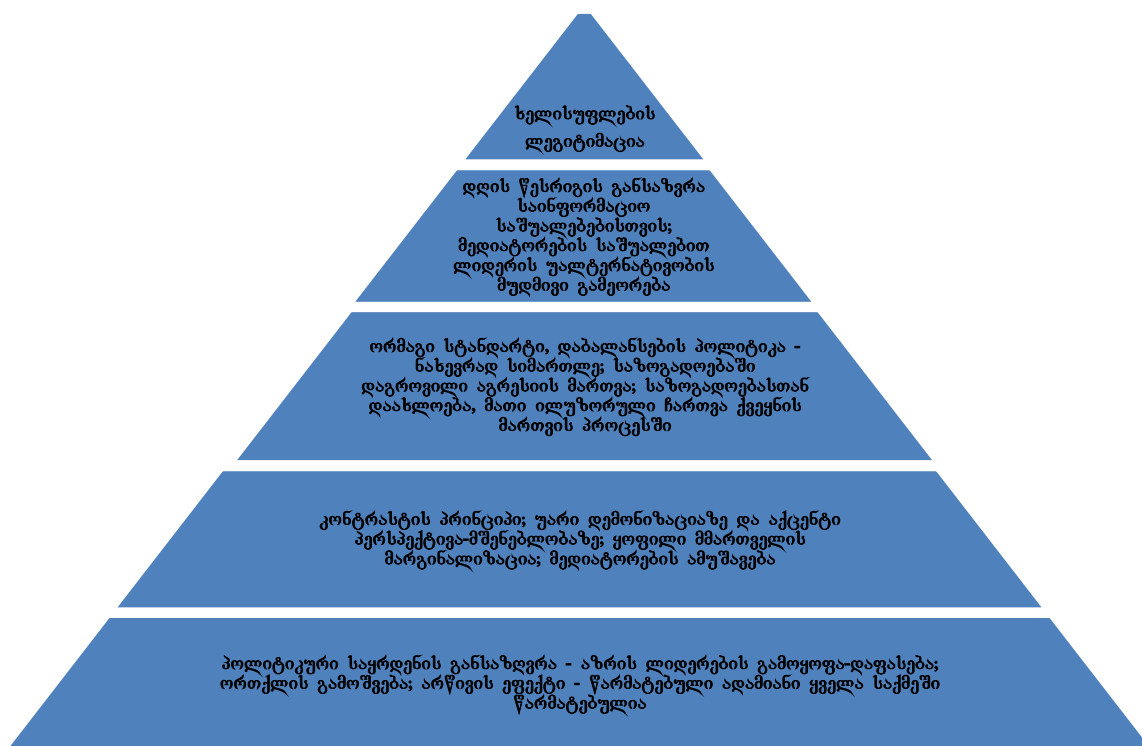 ხელისუფლების
ლეგიტიმაცია
დღის წესრიგის განსაზვრა
საინფორმაციო
საშუალებებისთვის;
მედიატორების საშუალებით
ლიდერის უალტერნატივობის
მუდმივი გამეორება
ორმაგი სტანდარტი, დაბალანსების პოლიტიკა -
ნახევრად სიმართლე; საზოგადოებაში
დაგროვილი აგრესიის მართვა; საზოგადოებასთან
დაახლოება, მათი ილუზორული ჩართვა ქვეყნის
მართვის პროცესში
კონტრასტის პრინციპი; უარი დემონიზაციაზე და აქცენტი
პერსპექტივა-მშენებლობაზე; ყოფილი მმართველის
მარგინალიზაცია; მედიატორების ამუშავება
პოლიტიკური საყრდენის განსაზღვრა - აზრის ლიდერების გამოყოფა-დაფასება;
ორთქლის გამოშვება; არწივის ეფექტი - წარმატებული ადამიანი ყველა საქმეში
წარმატებულია